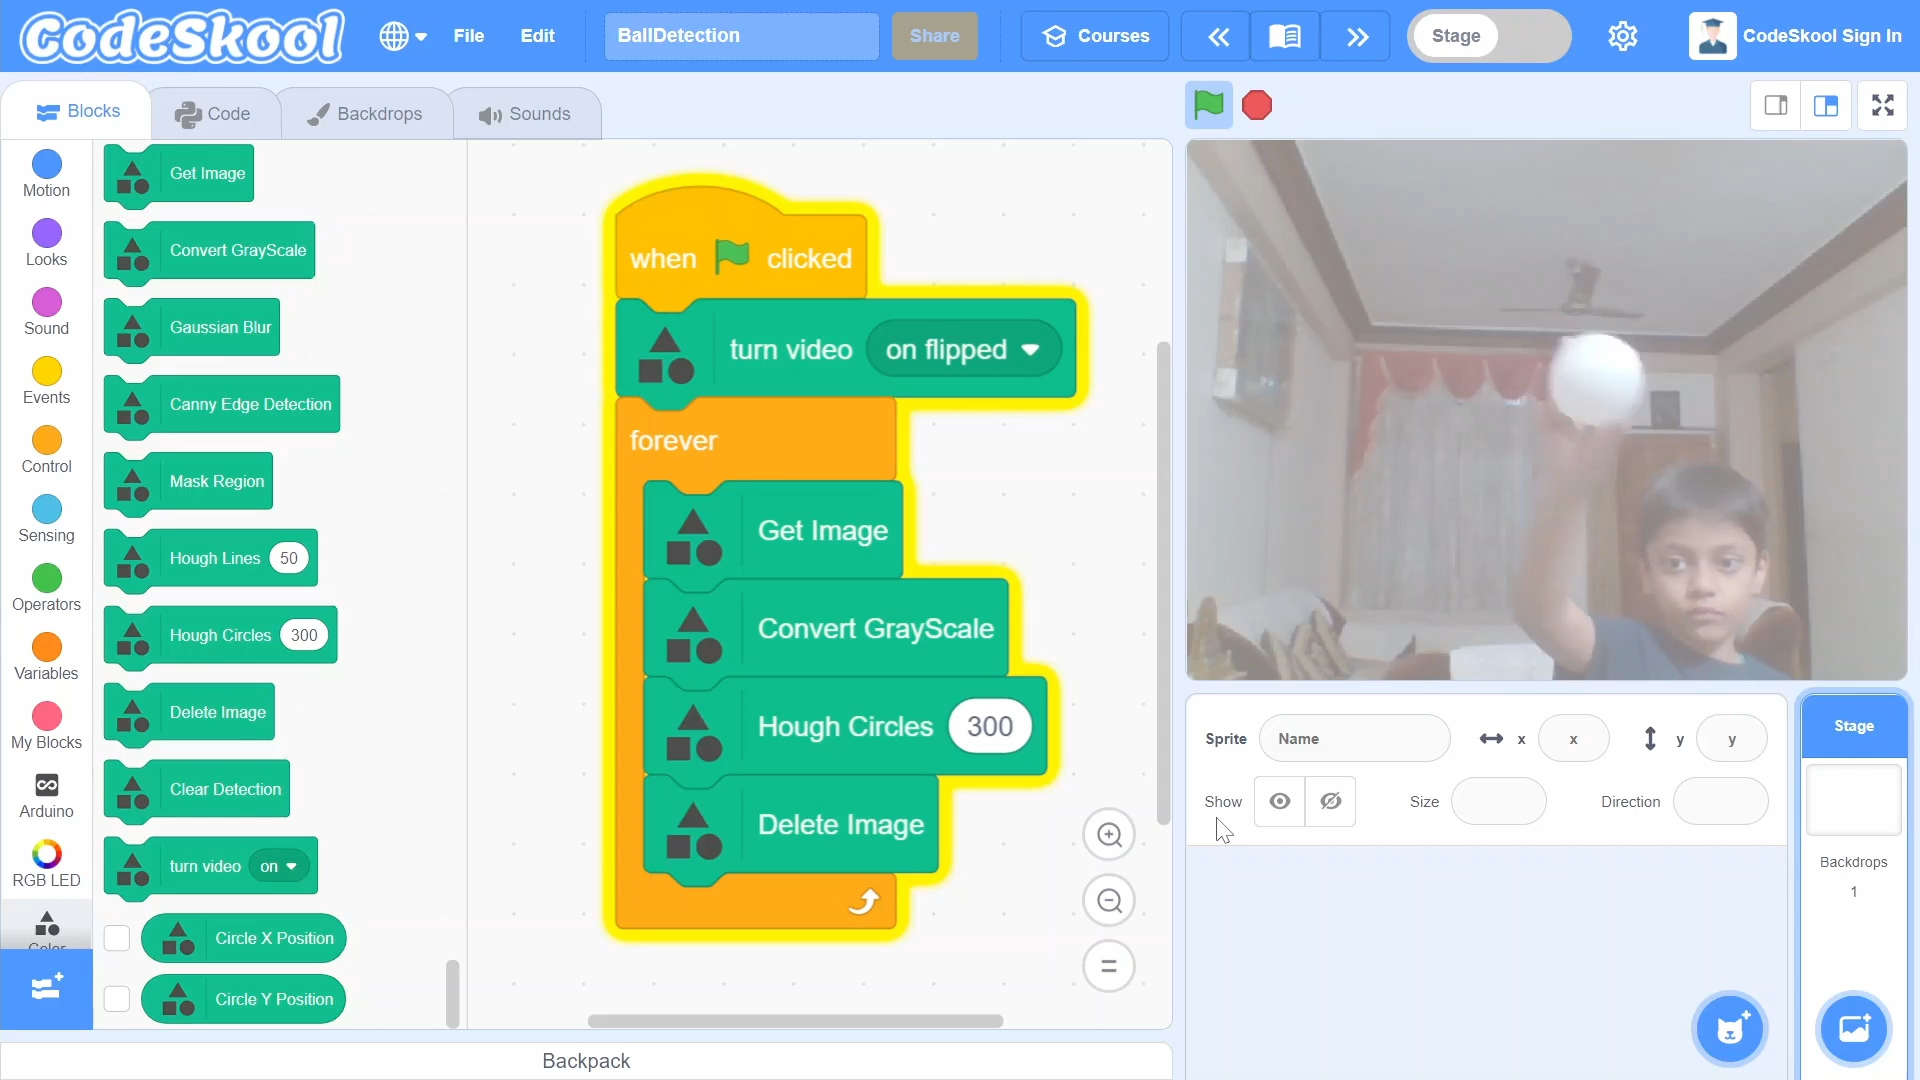 CodeSkool
File
Edit
BallDetection
Share
Courses
Stage
CodeSkool Sign In
Blocks
Code
Backdrops
Sounds
Motion
Looks
Sound
Events
Control
Sensing
Operators
Variables
My Blocks
Arduino
RGB LED
Color
Get Image
Convert GrayScale
Gaussian Blur
Canny Edge Detection
Mask Region
Hough Lines 50
Hough Circles 300
Delete Image
Clear Detection
turn video on
Circle X Position
Circle Y Position
when clicked
turn video on flipped
forever
Get Image
Convert GrayScale
Hough Circles 300
Delete Image
Backpack
Sprite Name x x y y
Show Size Direction
Stage
Backdrops
1